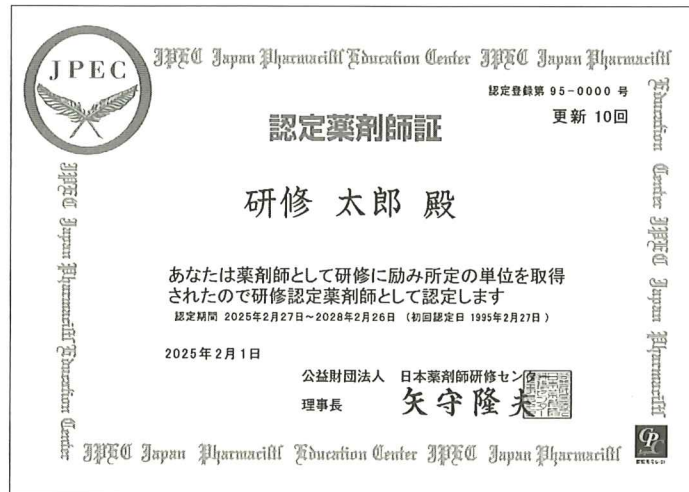 JPEC
JPEC Japan Pharmacist Education Center JPEC Japan Pharmacist
Education Center JPEC Japan Pharmacist
認定登録第 95-0000 号
更新 10回
認定薬剤師証
研修 太郎 殿
あなたは薬剤師として研修に励み所定の単位を取得
されたので研修認定薬剤師として認定します
認定期間 2025年2月27日~2028年2月26日 (初回認定日 1995年2月27日)
2025年2月1日
公益財団法人 日本薬剤師研修センター
理事長 矢守隆夫
JPEC Japan Pharmacist Education Center
JPEC Japan Pharmacist Education Center JPEC Japan Pharmacist
CPC